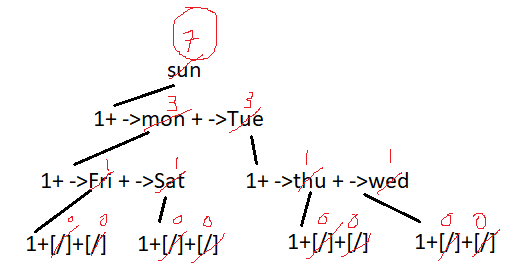 7
sun
3 3
1+ ->mon + ->Tue
1 1 1 1
1+ ->Fri + ->Sat 1+ ->thu + ->wed
0 0 0 0 0 0 0 0
1+[/]+[/] 1+[/]+[/] 1+[/]+[/] 1+[/]+[/]